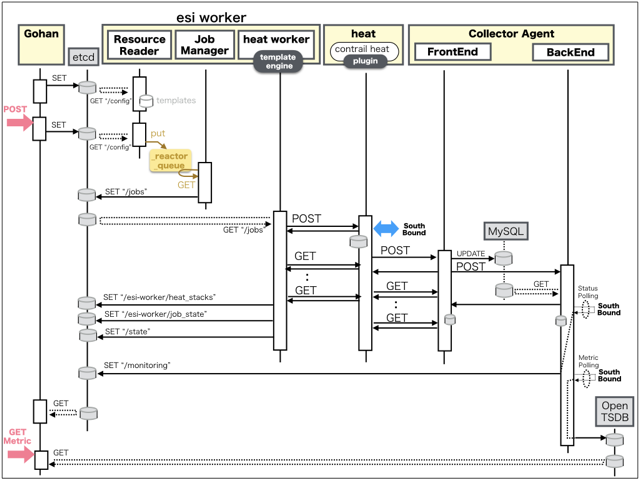 esi worker
Gohan
etcd
Resource
Reader
Job
Manager
heat worker
template
engine
heat
contrail heat
plugin
Collector Agent
FrontEnd
BackEnd
SET
GET "/config"
templates
POST
SET
GET "/config"
put
_reactor
_queue
GET
SET "/jobs"
GET "/jobs
POST
South
Bound
MySQL
POST
UPDATE
GET
POST
GET
:
GET
GET
:
GET
Status
Polling
South
Bound
SET "/esi-worker/heat_stacks
SET "/esi-worker/job_state"
SET "/state"
SET "/monitoring"
Metric
Polling
South
Bound
GET
Open
TSDB
GET
Metric
GET